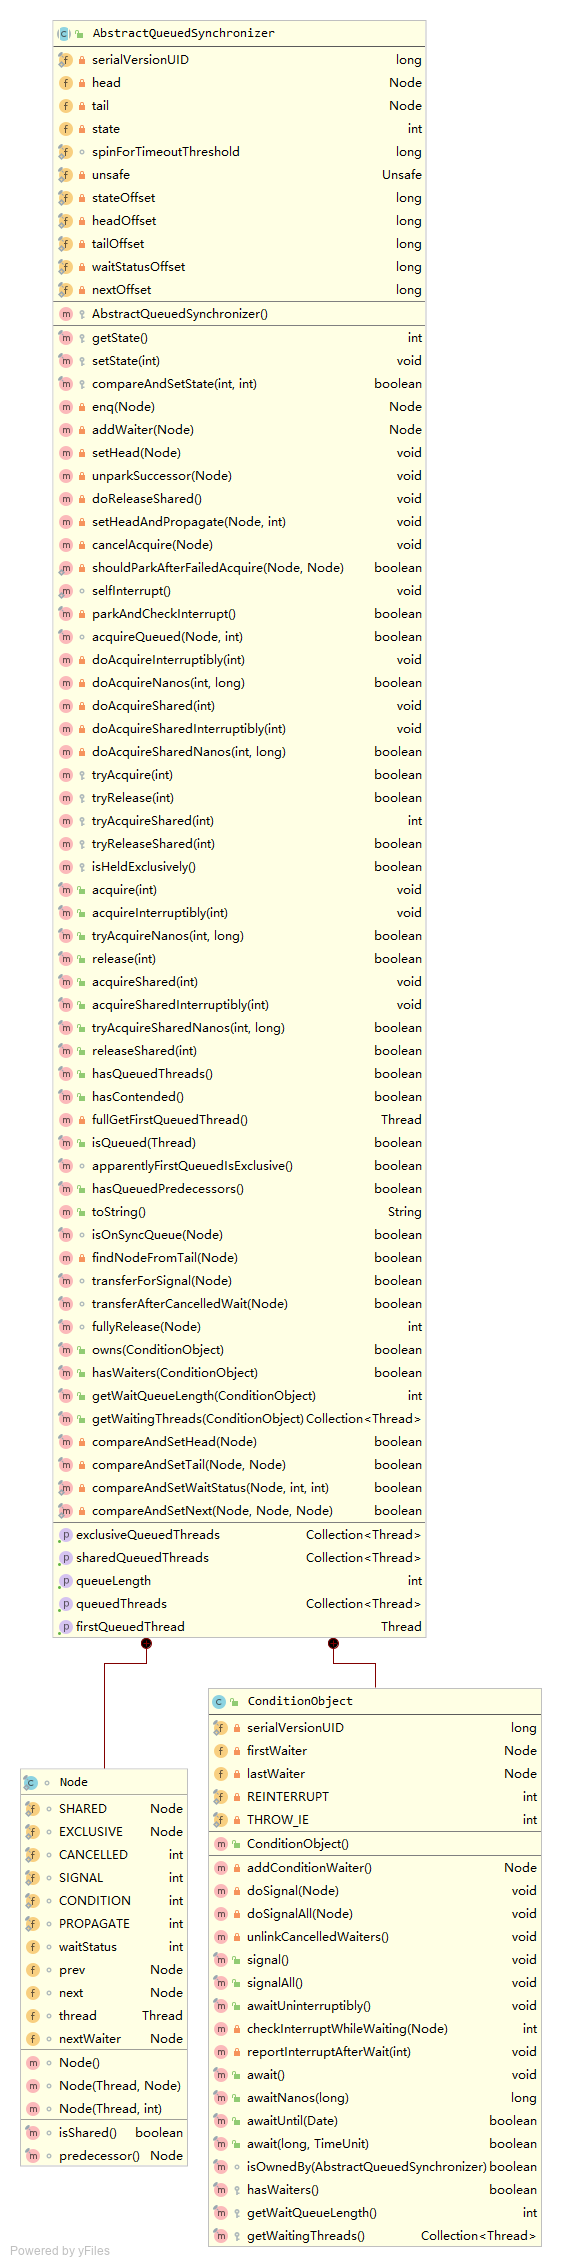 AbstractQueuedSynchronizer
serialVersionUID long
head Node
tail Node
state int
spinForTimeoutThreshold long
unsafe Unsafe
stateOffset long
headOffset long
tailOffset long
waitStatusOffset long
nextOffset long
AbstractQueuedSynchronizer()
getState() int
setState(int) void
compareAndSetState(int, int) boolean
enq(Node) Node
addWaiter(Node) Node
setHead(Node) void
unparkSuccessor(Node) void
doReleaseShared() void
setHeadAndPropagate(Node, int) void
cancelAcquire(Node) void
shouldParkAfterFailedAcquire(Node, Node) boolean
selfInterrupt() void
parkAndCheckInterrupt() boolean
acquireQueued(Node, int) boolean
doAcquireInterruptibly(int) void
doAcquireNanos(int, long) boolean
doAcquireShared(int) void
doAcquireSharedInterruptibly(int) void
doAcquireSharedNanos(int, long) boolean
tryAcquire(int) boolean
tryRelease(int) boolean
tryAcquireShared(int) int
tryReleaseShared(int) boolean
isHeldExclusively() boolean
acquire(int) void
acquireInterruptibly(int) void
tryAcquireNanos(int, long) boolean
release(int) boolean
acquireShared(int) void
acquireSharedInterruptibly(int) void
tryAcquireSharedNanos(int, long) boolean
releaseShared(int) boolean
hasQueuedThreads() boolean
hasContended() boolean
fullGetFirstQueuedThread() Thread
isQueued(Thread) boolean
apparentlyFirstQueuedIsExclusive() boolean
hasQueuedPredecessors() boolean
toString() String
isOnSyncQueue(Node) boolean
findNodeFromTail(Node) boolean
transferForSignal(Node) boolean
transferAfterCancelledWait(Node) boolean
fullyRelease(Node) int
owns(ConditionObject) boolean
hasWaiters(ConditionObject) boolean
getWaitQueueLength(ConditionObject) int
getWaitingThreads(ConditionObject) Collection<Thread>
compareAndSetHead(Node) boolean
compareAndSetTail(Node, Node) boolean
compareAndSetWaitStatus(Node, int, int) boolean
compareAndSetNext(Node, Node, Node) boolean
exclusiveQueuedThreads Collection<Thread>
sharedQueuedThreads Collection<Thread>
queueLength int
queuedThreads Collection<Thread>
firstQueuedThread Thread
Node
SHARED Node
EXCLUSIVE Node
CANCELLED int
SIGNAL int
CONDITION int
PROPAGATE int
waitStatus int
prev Node
next Node
thread Thread
nextWaiter Node
Node()
Node(Thread, Node)
Node(Thread, int)
isShared() boolean
predecessor() Node
ConditionObject
serialVersionUID long
firstWaiter Node
lastWaiter Node
REINTERRUPT int
THROW_IE int
ConditionObject()
addConditionWaiter() Node
doSignal(Node) void
doSignalAll(Node) void
unlinkCancelledWaiters() void
signal() void
signalAll() void
awaitUninterruptibly() void
checkInterruptWhileWaiting(Node) int
reportInterruptAfterWait(int) void
await() void
awaitNanos(long) long
awaitUntil(Date) boolean
await(long, TimeUnit) boolean
isOwnedBy(AbstractQueuedSynchronizer) boolean
hasWaiters() boolean
getWaitQueueLength() int
getWaitingThreads() Collection<Thread>
Powered by yFiles